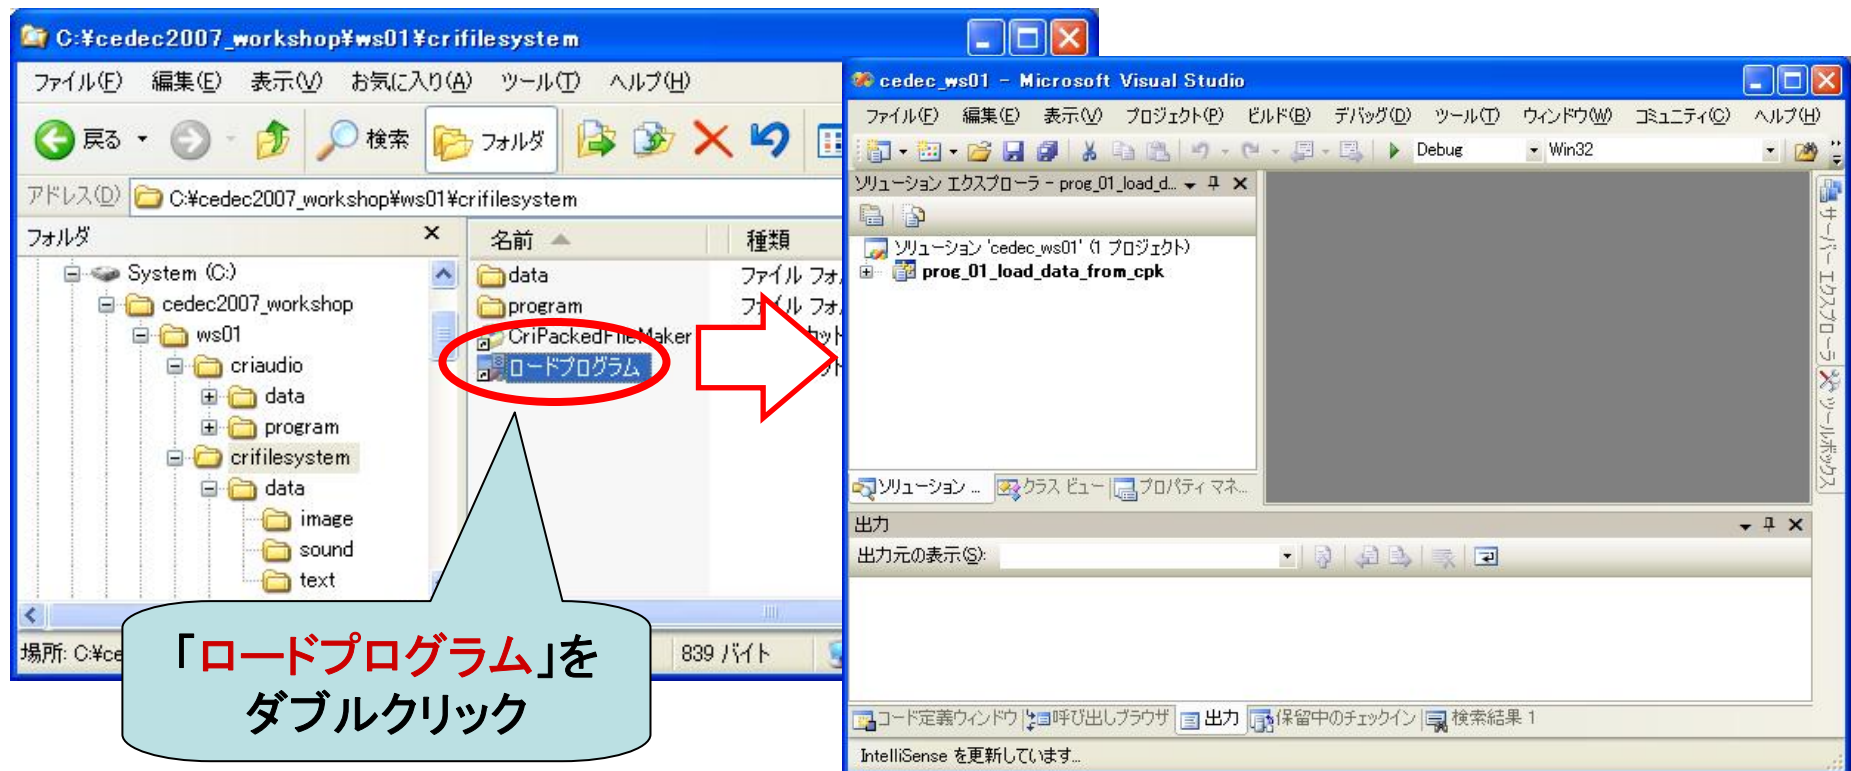 C:¥cedec2007_workshop¥ws01¥crifilesystem
ファイル(F) 編集(E) 表示(V) お気に入り(A) ツール(T) ヘルプ(H)
戻る 検索 フォルダ
アドレス(D) C:¥cedec2007_workshop¥ws01¥crifilesystem
フォルダ
System (C:)
cedec2007_workshop
ws01
criaudio
data
program
crifilesystem
data
image
sound
text
名前 種類
data ファイル フォ
program ファイル フォ
CriPackedFileMaker
ロードプログラム
場所: C:¥ce
839 バイト
「ロードプログラム」を
ダブルクリック
cedec_ws01 - Microsoft Visual Studio
ファイル(F) 編集(E) 表示(V) プロジェクト(P) ビルド(B) デバッグ(D) ツール(T) ウィンドウ(W) コミュニティ(C) ヘルプ(H)
Debug Win32
ソリューション エクスプローラ - prog_01_load_d...
ソリューション 'cedec_ws01' (1 プロジェクト)
prog_01_load_data_from_cpk
ソリューション ... クラス ビュー プロパティ マネ...
サーバー エクスプローラ
ツールボックス
出力
出力元の表示(S):
コード定義ウィンドウ 呼び出しブラウザ 出力 保留中のチェックイン 検索結果 1
IntelliSense を更新しています...